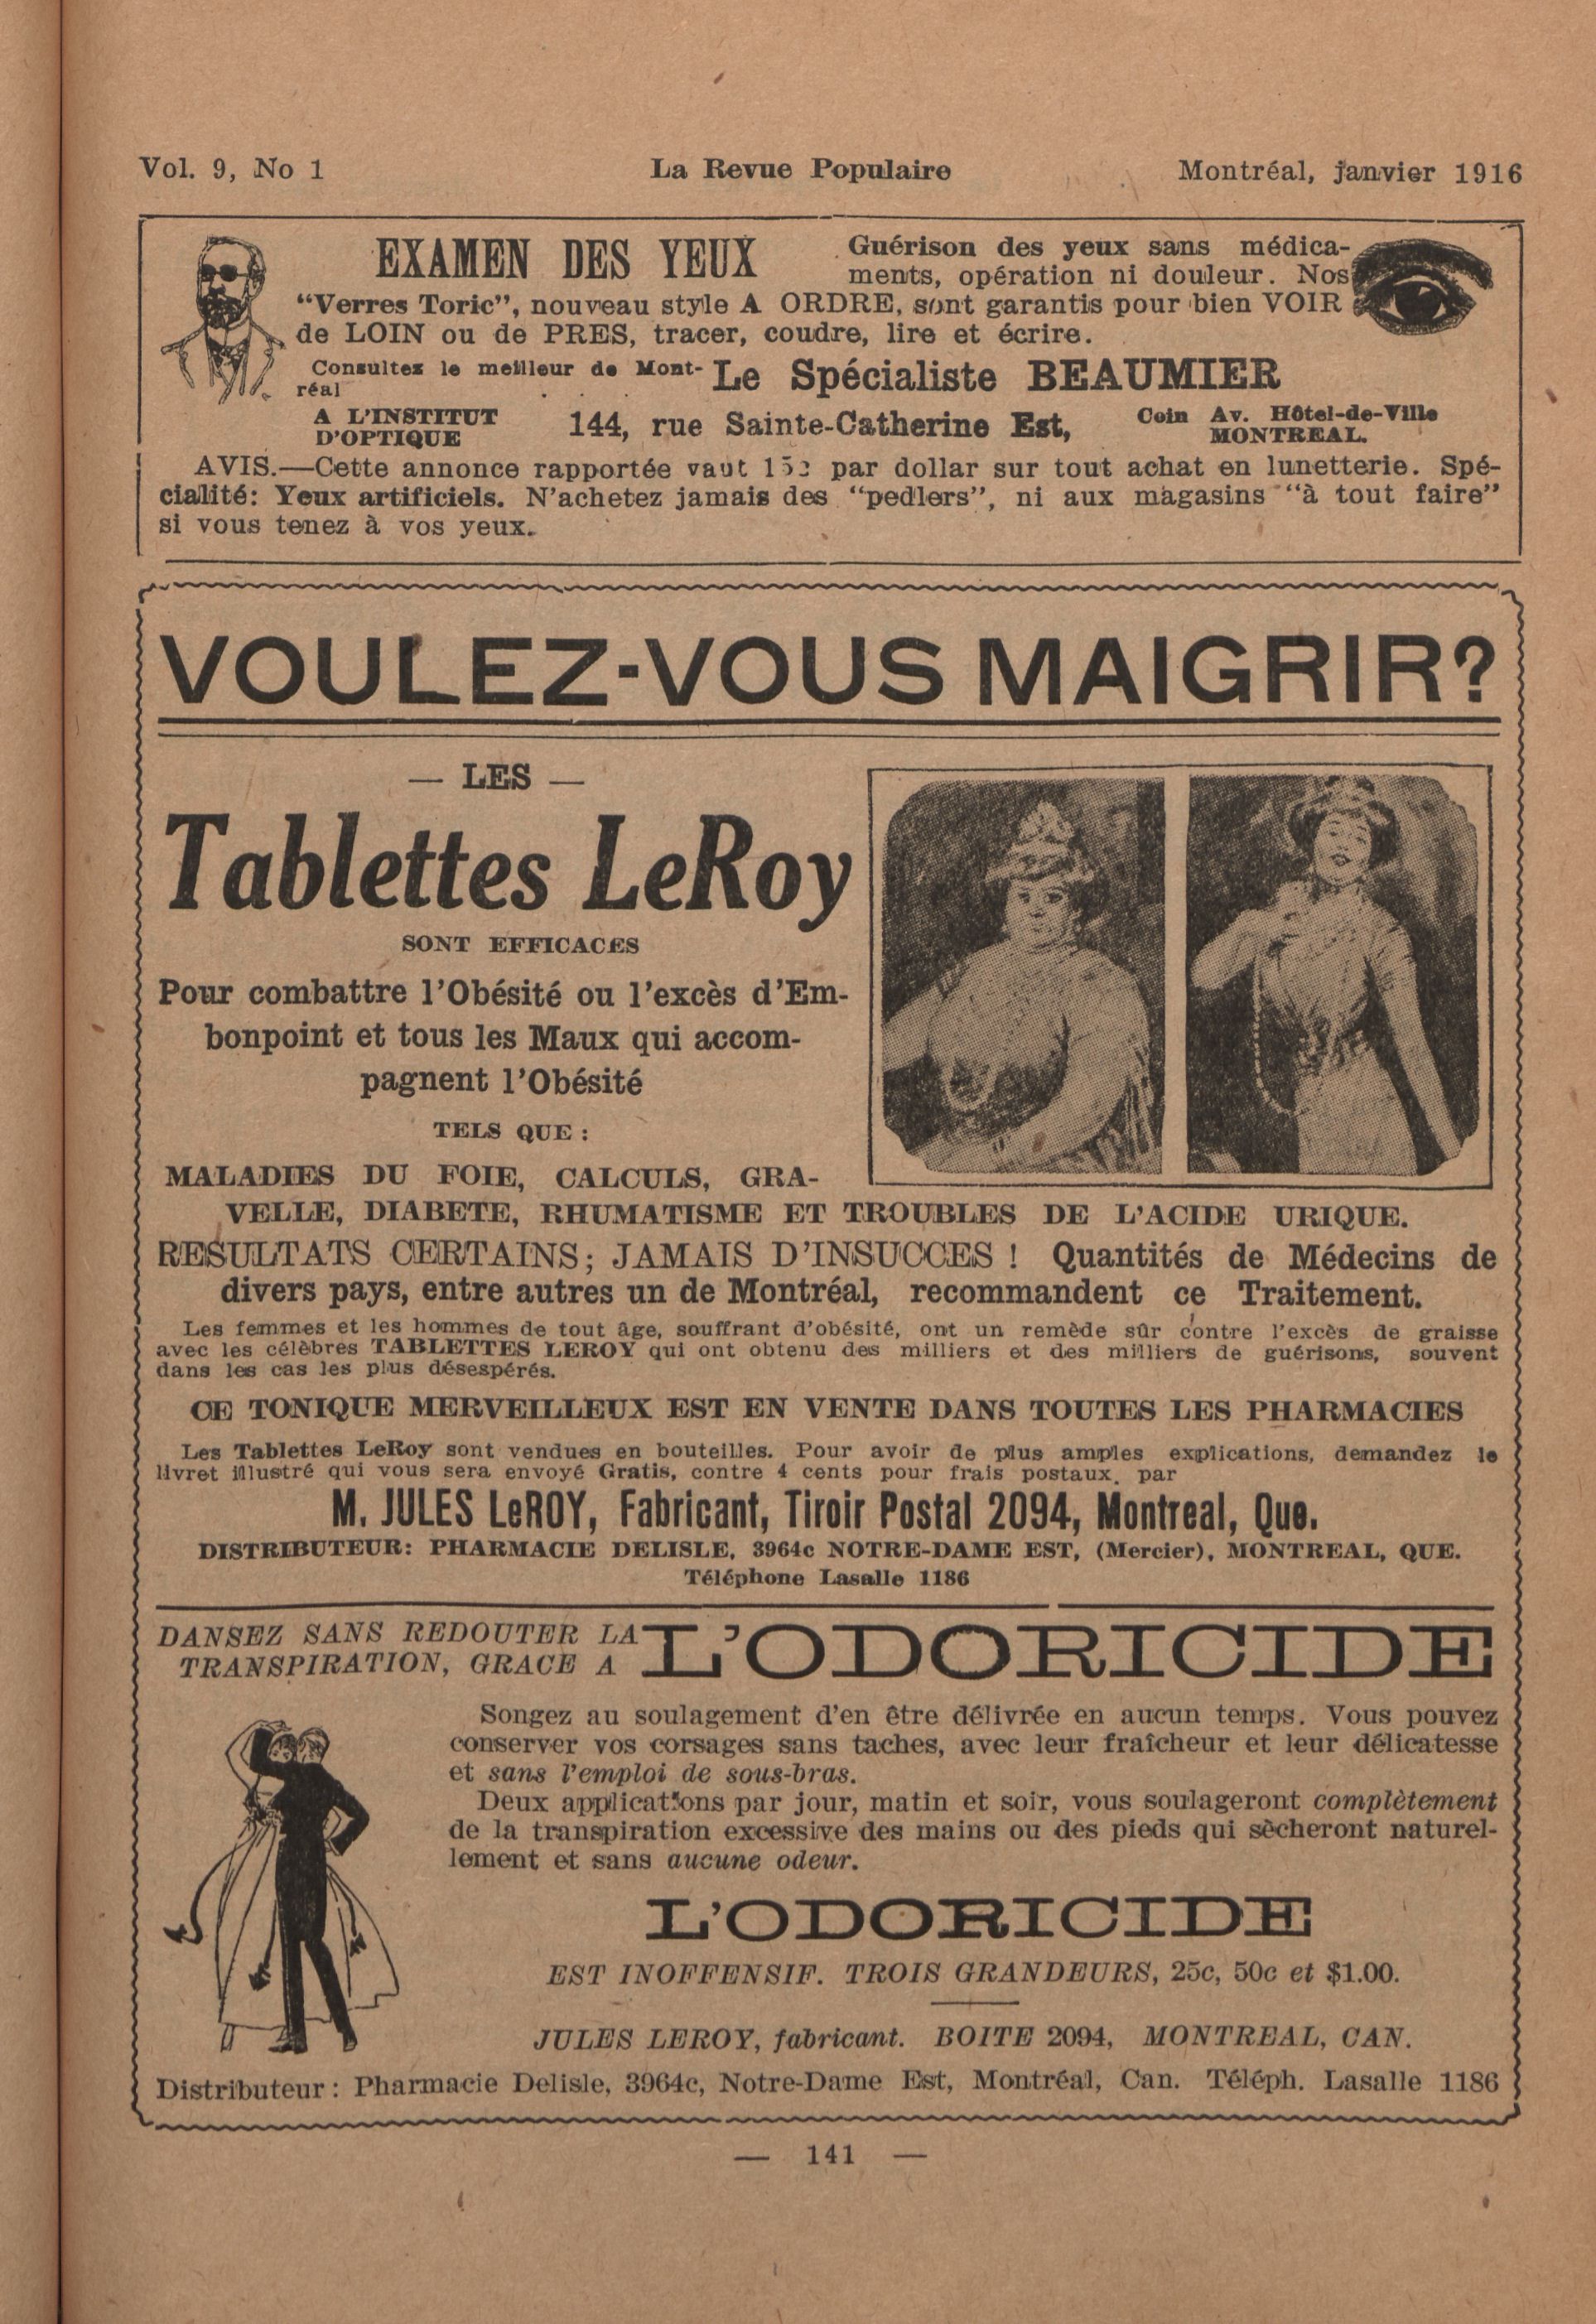 Vol. 9, No 1 La Revue Populaire Montréal, janvier 1916
EXAMEN DES YEUX
Guérison des yeux sans médica-
ments, opération ni douleur. Nos
"Verres Toric", nouveau style A ORDRE, sont garantis pour bien VOIR
de LOIN ou de PRES, tracer, coudre, lire et écrire.
Consultez le meilleur de Mont-
réal
Le Spécialiste BEAUMIER
A L'INSTITUT
D'OPTIQUE
144, rue Sainte-Catherine Est,
Coin Av. Hôtel-de-Ville
MONTREAL.
AVIS.—Cette annonce rapportée vaut 15c par dollar sur tout achat en lunetterie. Spé-
cialité: Yeux artificiels. N'achetez jamais des "pedlers", ni aux magasins "à tout faire"
si vous tenez à vos yeux.
VOULEZ-VOUS MAIGRIR?
— LES —
Tablettes LeRoy
SONT EFFICACES
Pour combattre l'Obésité ou l'excès d'Em-
bonpoint et tous les Maux qui accom-
pagnent l'Obésité
TELS QUE :
MALADIES DU FOIE, CALCULS, GRA-
VELLE, DIABETE, RHUMATISME ET TROUBLES DE L'ACIDE URIQUE.
RESULTATS CERTAINS; JAMAIS D'INSUCCES ! Quantités de Médecins de
divers pays, entre autres un de Montréal, recommandent ce Traitement.
Les femmes et les hommes de tout âge, souffrant d'obésité, ont un remède sûr contre l'excès de graisse
avec les célèbres TABLETTES LEROY qui ont obtenu des milliers et des milliers de guérisons, souvent
dans les cas les plus désespérés.
CE TONIQUE MERVEILLEUX EST EN VENTE DANS TOUTES LES PHARMACIES
Les Tablettes LeRoy sont vendues en bouteilles. Pour avoir de plus amples explications, demandez le
livret illustré qui vous sera envoyé Gratis, contre 4 cents pour frais postaux, par
M. JULES LeROY, Fabricant, Tiroir Postal 2094, Montreal, Que.
DISTRIBUTEUR: PHARMACIE DELISLE, 3964c NOTRE-DAME EST, (Mercier), MONTREAL, QUE.
Téléphone Lasalle 1186
DANSEZ SANS REDOUTER LA
TRANSPIRATION, GRACE A
L'ODORICIDE
Songez au soulagement d'en être délivrée en aucun temps. Vous pouvez
conserver vos corsages sans taches, avec leur fraîcheur et leur délicatesse
et sans l'emploi de sous-bras.
Deux applications par jour, matin et soir, vous soulageront complètement
de la transpiration excessive des mains ou des pieds qui sècheront naturel-
lement et sans aucune odeur.
L'ODORICIDE
EST INOFFENSIF. TROIS GRANDEURS, 25c, 50c et $1.00.
JULES LEROY, fabricant. BOITE 2094, MONTREAL, CAN.
Distributeur: Pharmacie Delisle, 3964c, Notre-Dame Est, Montréal, Can. Téléph. Lasalle 1186
— 141 —